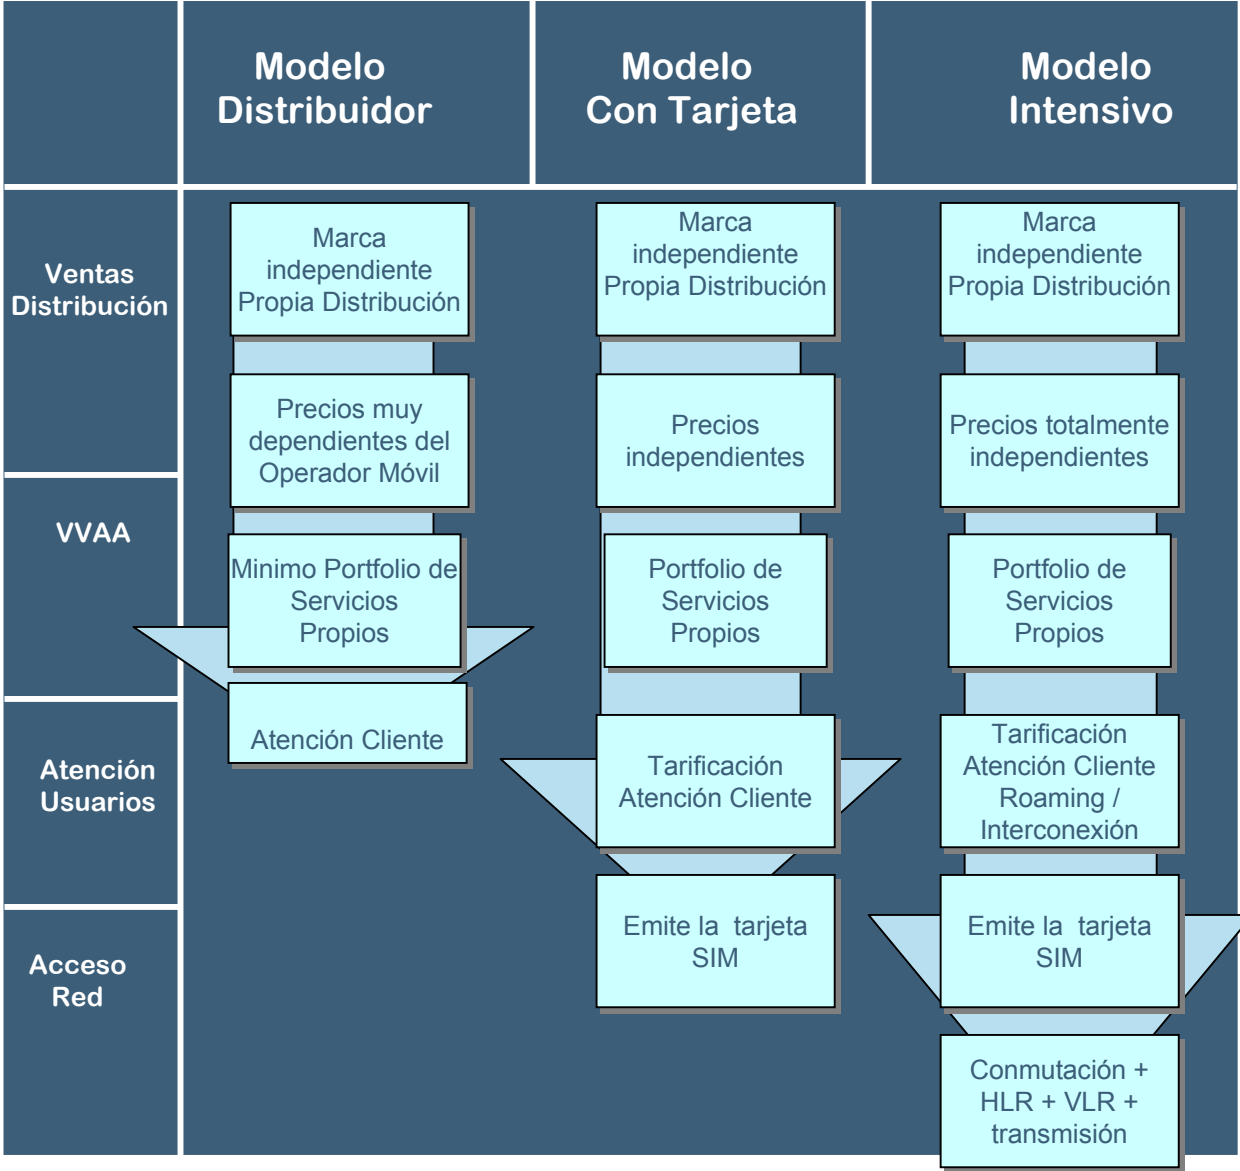 Modelo
Distribuidor
Modelo
Con Tarjeta
Modelo
Intensivo
Ventas
Distribución
Marca
independiente
Propia Distribución
Marca
independiente
Propia Distribución
Marca
independiente
Propia Distribución
Precios muy
dependientes del
Operador Móvil
Precios
independientes
Precios totalmente
independientes
VVAA
Minimo Portfolio de
Servicios
Propios
Portfolio de
Servicios
Propios
Portfolio de
Servicios
Propios
Atención
Usuarios
Atención Cliente
Tarificación
Atención Cliente
Tarificación
Atención Cliente
Roaming /
Interconexión
Acceso
Red
Emite la tarjeta
SIM
Emite la tarjeta
SIM
Conmutación +
HLR + VLR +
transmisión